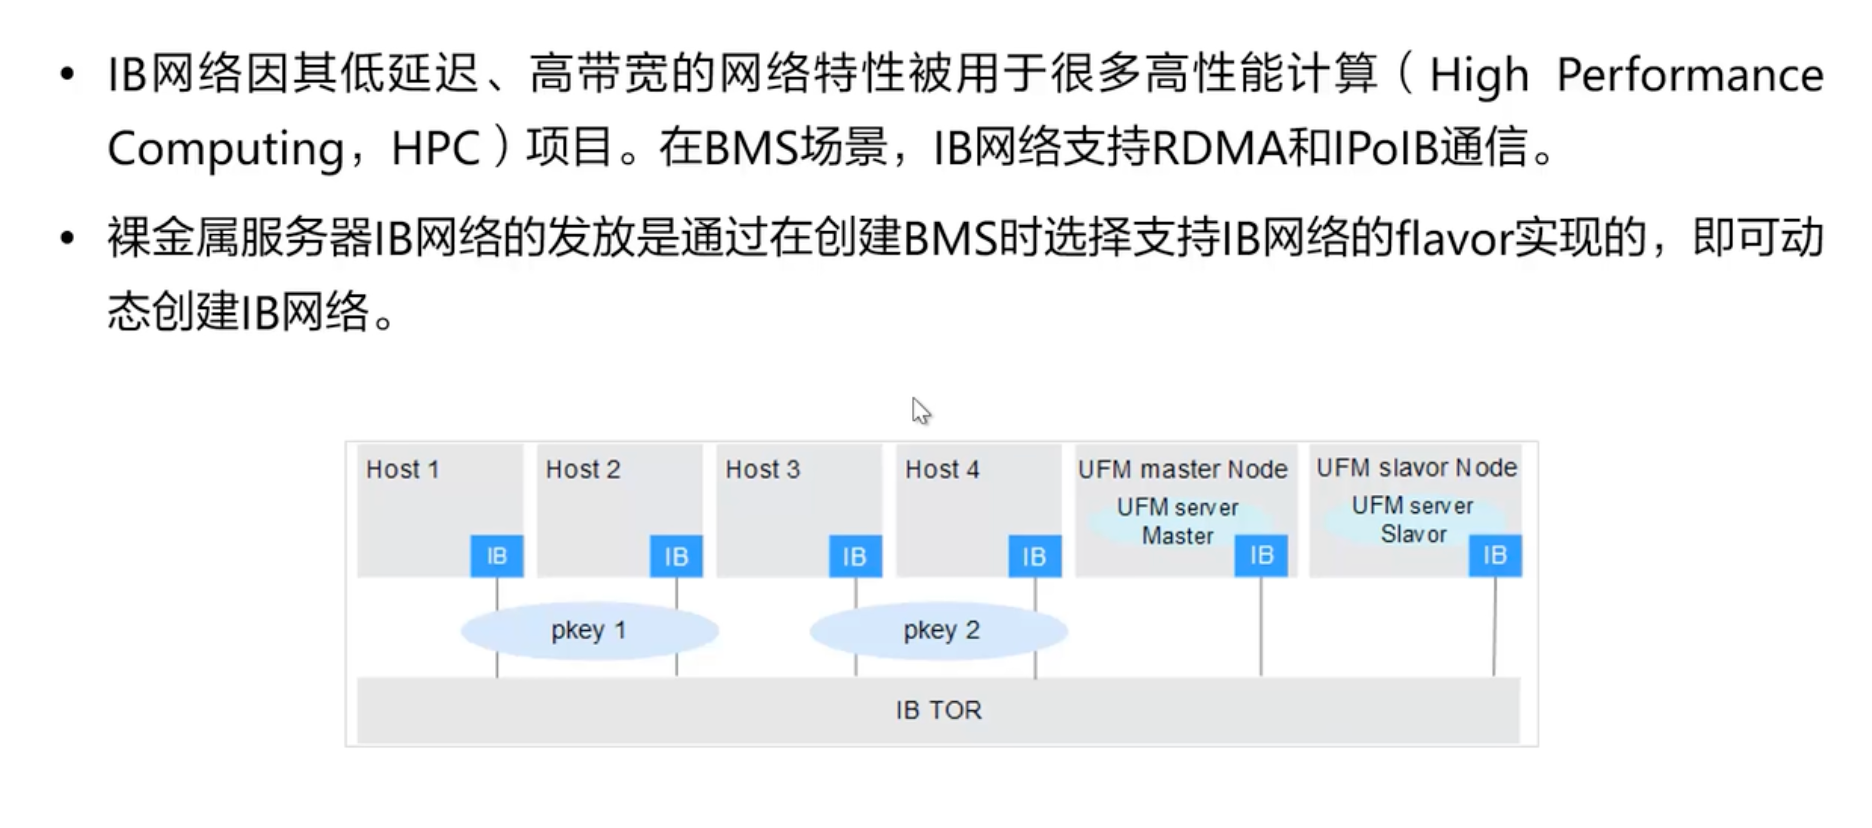 • IB网络因其低延迟、高带宽的网络特性被用于很多高性能计算（High Performance
Computing，HPC）项目。在BMS场景，IB网络支持RDMA和IPoIB通信。
• 裸金属服务器IB网络的发放是通过在创建BMS时选择支持IB网络的flavor实现的，即可动
态创建IB网络。
Host 1
Host 2
Host 3
Host 4
UFM master Node
UFM slavor Node
UFM server
Master
UFM server
Slavor
IB
IB
IB
IB
IB
IB
pkey 1
pkey 2
IB TOR